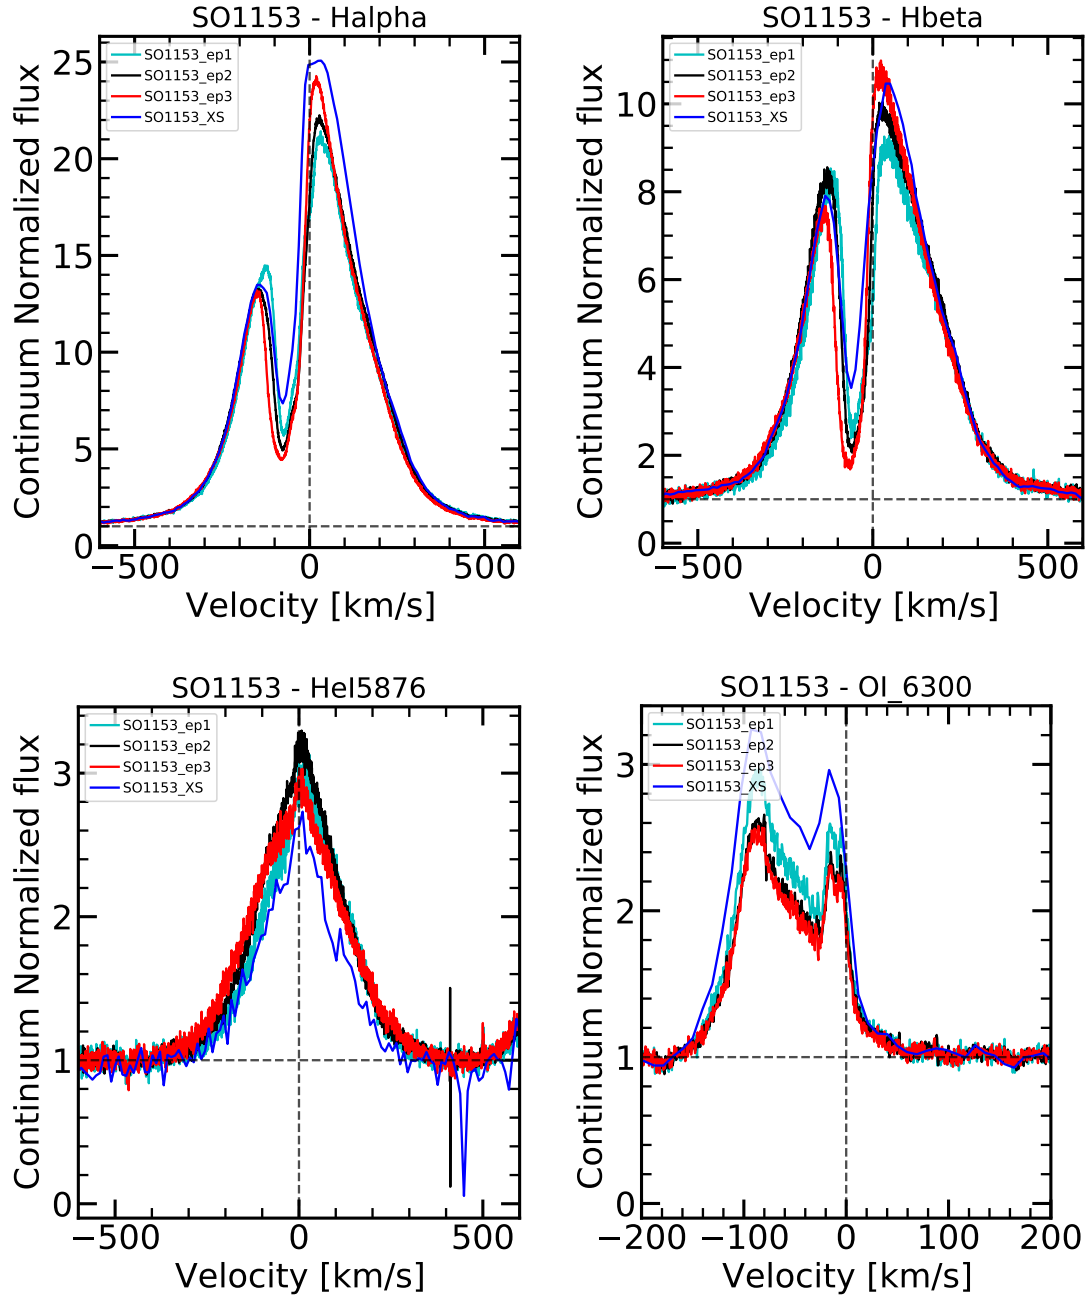 SO1153 - Halpha
SO1153_ep1
SO1153_ep2
SO1153_ep3
SO1153_XS
Continuum Normalized flux
25
20
15
10
5
0
−500
0
500
Velocity [km/s]
SO1153 - Hbeta
SO1153_ep1
SO1153_ep2
SO1153_ep3
SO1153_XS
Continuum Normalized flux
10
8
6
4
2
0
−500
0
500
Velocity [km/s]
SO1153 - HeI5876
SO1153_ep1
SO1153_ep2
SO1153_ep3
SO1153_XS
Continuum Normalized flux
3
2
1
0
−500
0
500
Velocity [km/s]
SO1153 - OI_6300
SO1153_ep1
SO1153_ep2
SO1153_ep3
SO1153_XS
Continuum Normalized flux
3
2
1
0
−200
−100
0
100
200
Velocity [km/s]